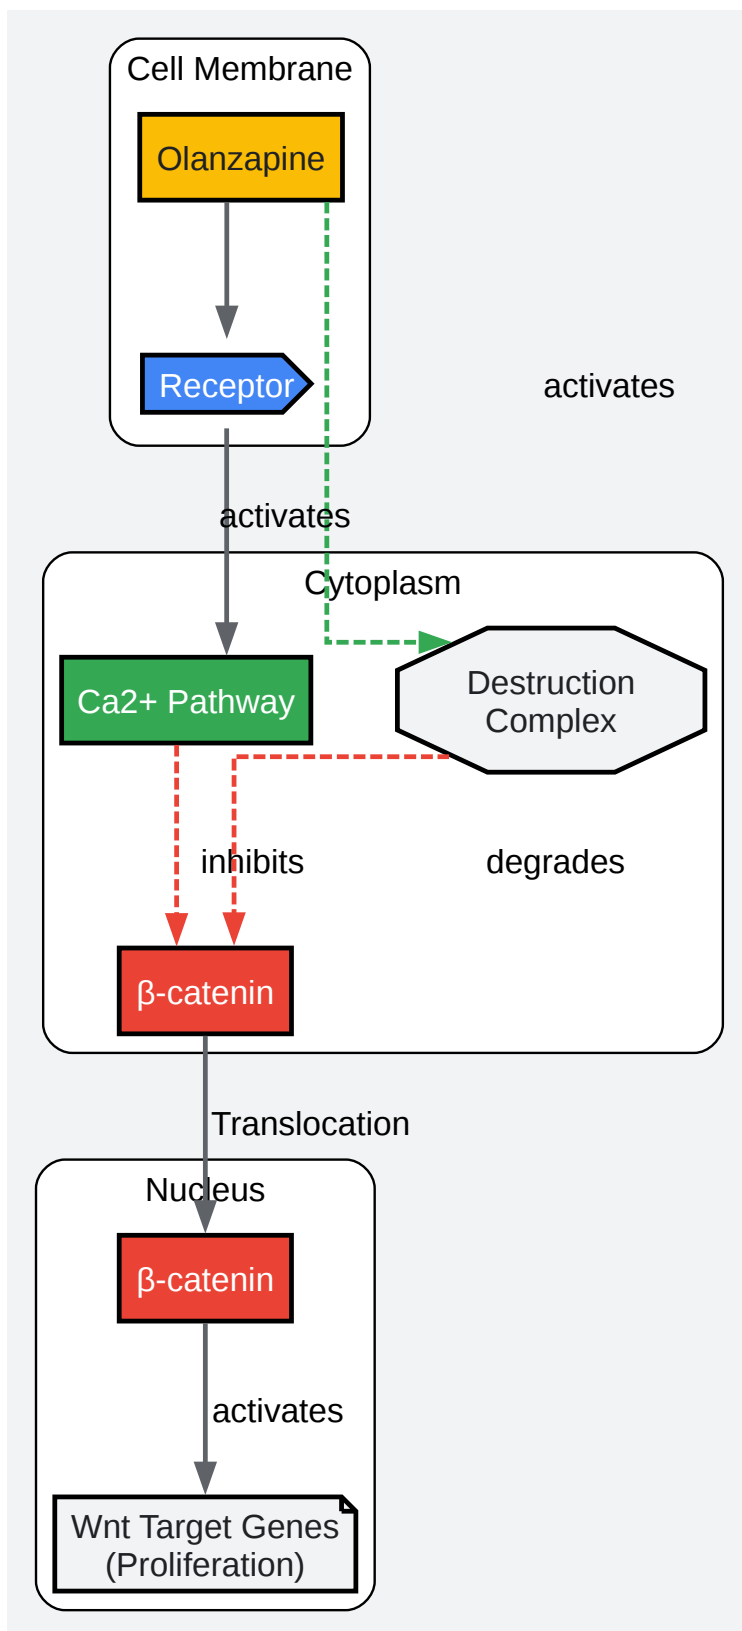 Cell Membrane
Olanzapine
Receptor
activates
activates
Cytoplasm
Ca2+ Pathway
Destruction
Complex
inhibits
degrades
β-catenin
Translocation
Nucleus
β-catenin
activates
Wnt Target Genes
(Proliferation)